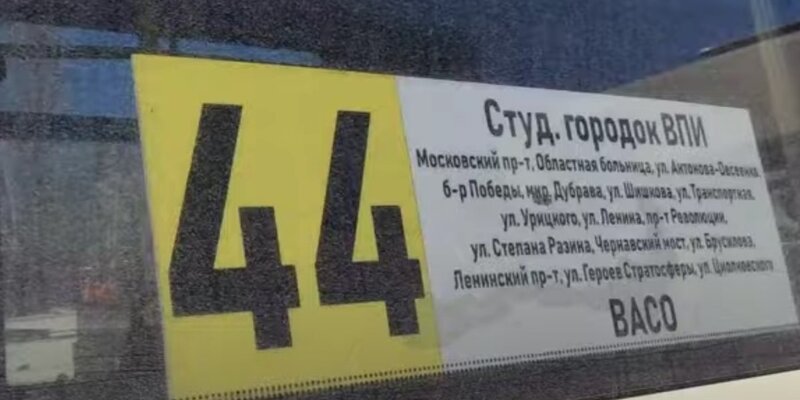 44
Студ. городок ВПИ
Московский пр-т, Областная больница, ул. Антонова-Овсеенко,
б-р Победы, мкр. Дубрава, ул. Шишкова, ул. Транспортная,
ул. Урицкого, ул. Ленина, пр-т Революции,
ул. Степана Разина, Чернавский мост, ул. Брусилова,
Ленинский пр-т, ул. Героев Стратосферы, ул. Циолковского
ВАСО